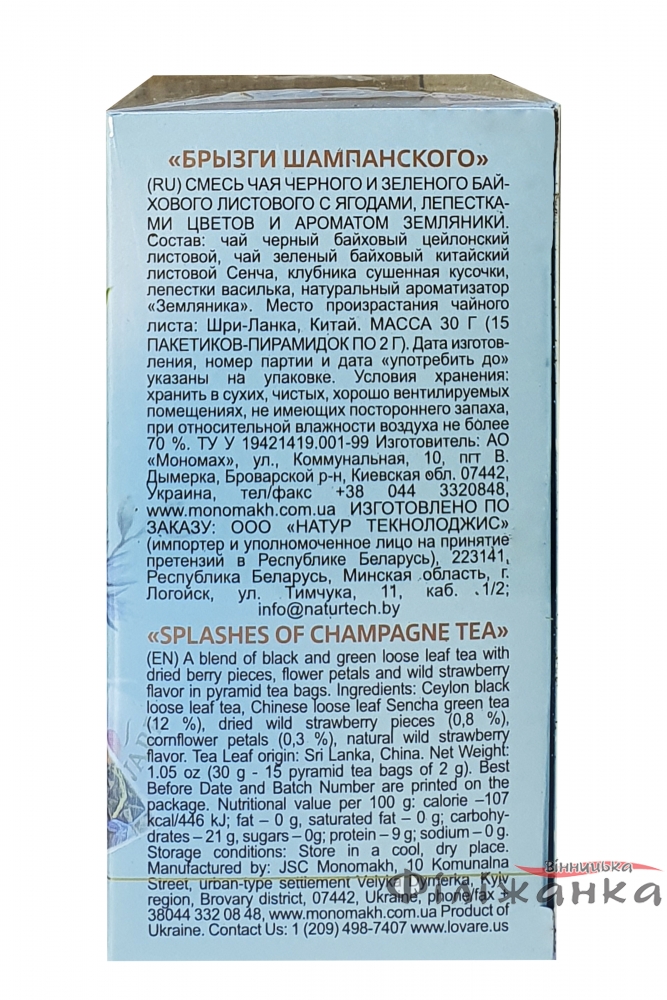 «БРЫЗГИ ШАМПАНСКОГО»
(RU) СМЕСЬ ЧАЯ ЧЕРНОГО И ЗЕЛЕНОГО БАЙ-
ХОВОГО ЛИСТОВОГО С ЯГОДАМИ, ЛЕПЕСТКА-
МИ ЦВЕТОВ И АРОМАТОМ ЗЕМЛЯНИКИ.
Состав: чай черный байховый цейлонский
листовой, чай зеленый байховый китайский
листовой Сенча, клубника сушенная кусочки,
лепестки василька, натуральный ароматизатор
«Земляника». Место произрастания чайного
листа: Шри-Ланка, Китай. МАССА 30 Г (15
ПАКЕТИКОВ-ПИРАМИДОК ПО 2 Г). Дата изготов-
ления, номер партии и дата «употребить до»
указаны на упаковке. Условия хранения:
хранить в сухих, чистых, хорошо вентилируемых
помещениях, не имеющих постороннего запаха,
при относительной влажности воздуха не более
70 %. ТУ У 19421419.001-99 Изготовитель: АО
«Мономах», ул., Коммунальная, 10, пгт В.
Дымерка, Броварской р-н, Киевская обл. 07442,
Украина, тел/факс +38 044 3320848,
www.monomakh.com.ua ИЗГОТОВЛЕНО ПО
ЗАКАЗУ: ООО «НАТУР ТЕКНОЛОДЖИС»
(импортер и уполномоченное лицо на принятие
претензий в Республике Беларусь), 223141,
Республика Беларусь, Минская область, г.
Логойск, ул. Тимчука, 11, каб. 1/2;
info@naturtech.by
«SPLASHES OF CHAMPAGNE TEA»
(EN) A blend of black and green loose leaf tea with
dried berry pieces, flower petals and wild strawberry
flavor in pyramid tea bags. Ingredients: Ceylon black
loose leaf tea, Chinese loose leaf Sencha green tea
(12 %), dried wild strawberry pieces (0,8 %),
cornflower petals (0,3 %), natural wild strawberry
flavor. Tea Leaf origin: Sri Lanka, China. Net Weight:
1.05 oz (30 g - 15 pyramid tea bags of 2 g). Best
Before Date and Batch Number are printed on the
package. Nutritional value per 100 g: calorie –107
kcal/446 kJ; fat – 0 g, saturated fat – 0 g; carbohy-
drates – 21 g, sugars – 0g; protein – 9 g; sodium – 0 g.
Storage conditions: Store in a cool, dry place.
Manufactured by: JSC Monomakh, 10 Komunalna
Street, urban-type settlement Velyka Dymerka, Kyiv
region, Brovary district, 07442, Ukraine, phone/fax +
38044 332 08 48, www.monomakh.com.ua Product of
Ukraine. Contact Us: 1 (209) 498-7407 www.lovare.us
вінницька
Філіжанка